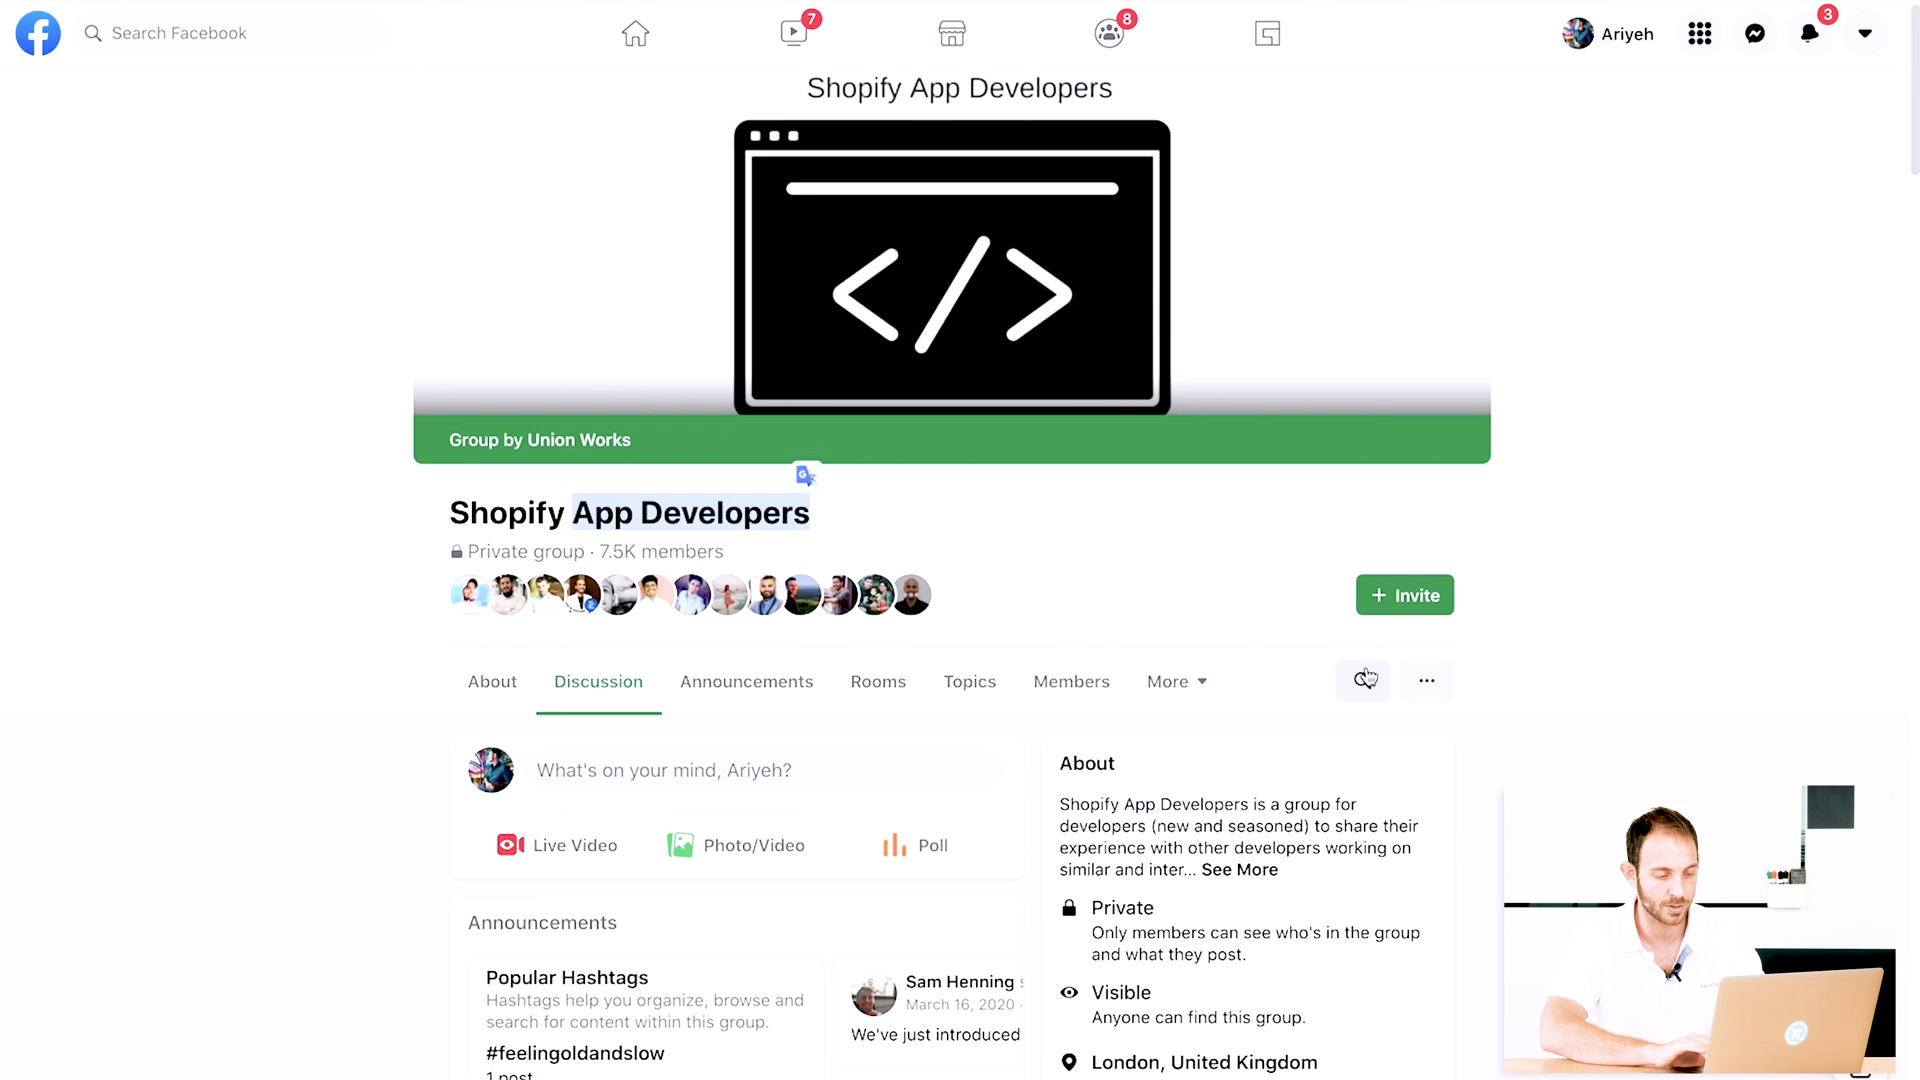 Search Facebook
7
8
Ariyeh
3
Shopify App Developers
Group by Union Works
Shopify App Developers
Private group · 7.5K members
+ Invite
About
Discussion
Announcements
Rooms
Topics
Members
More
What's on your mind, Ariyeh?
Live Video
Photo/Video
Poll
Announcements
Popular Hashtags
Hashtags help you organize, browse and
search for content within this group.
#feelingoldandslow
1 post
Sam Henning
March 16, 2020
We've just introduced
About
Shopify App Developers is a group for
developers (new and seasoned) to share their
experience with other developers working on
similar and inter... See More
Private
Only members can see who's in the group
and what they post.
Visible
Anyone can find this group.
London, United Kingdom